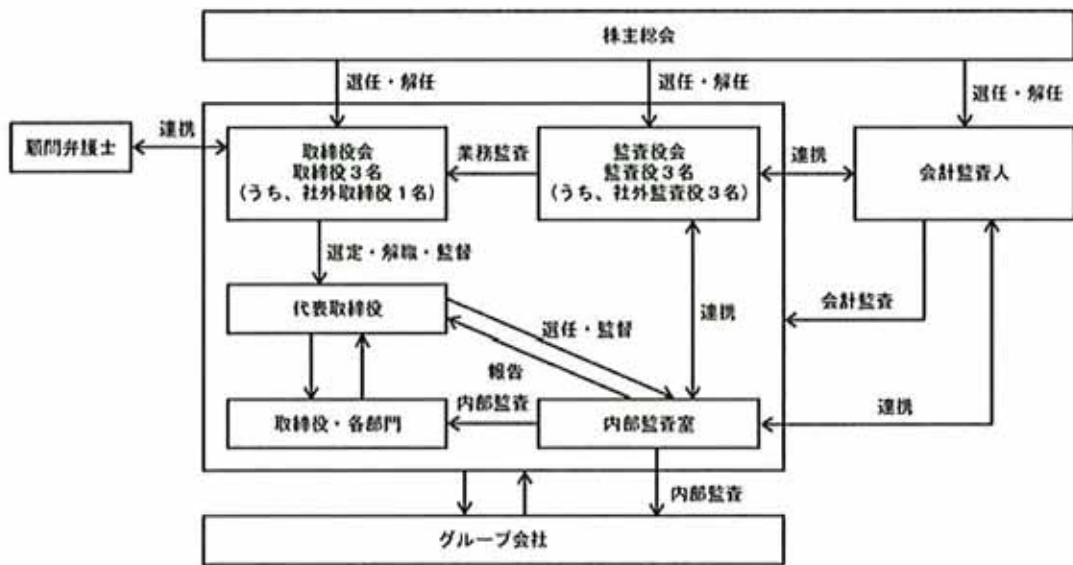 株主総会
選任・解任
選任・解任
選任・解任
顧問弁護士
連携
取締役会
取締役3名
(うち、社外取締役1名)
業務監査
監査役会
監査役3名
(うち、社外監査役3名)
連携
会計監査人
選定・解職・監督
代表取締役
選任・監督
連携
会計監査
報告
取締役・各部門
内部監査
内部監査室
連携
内部監査
グループ会社